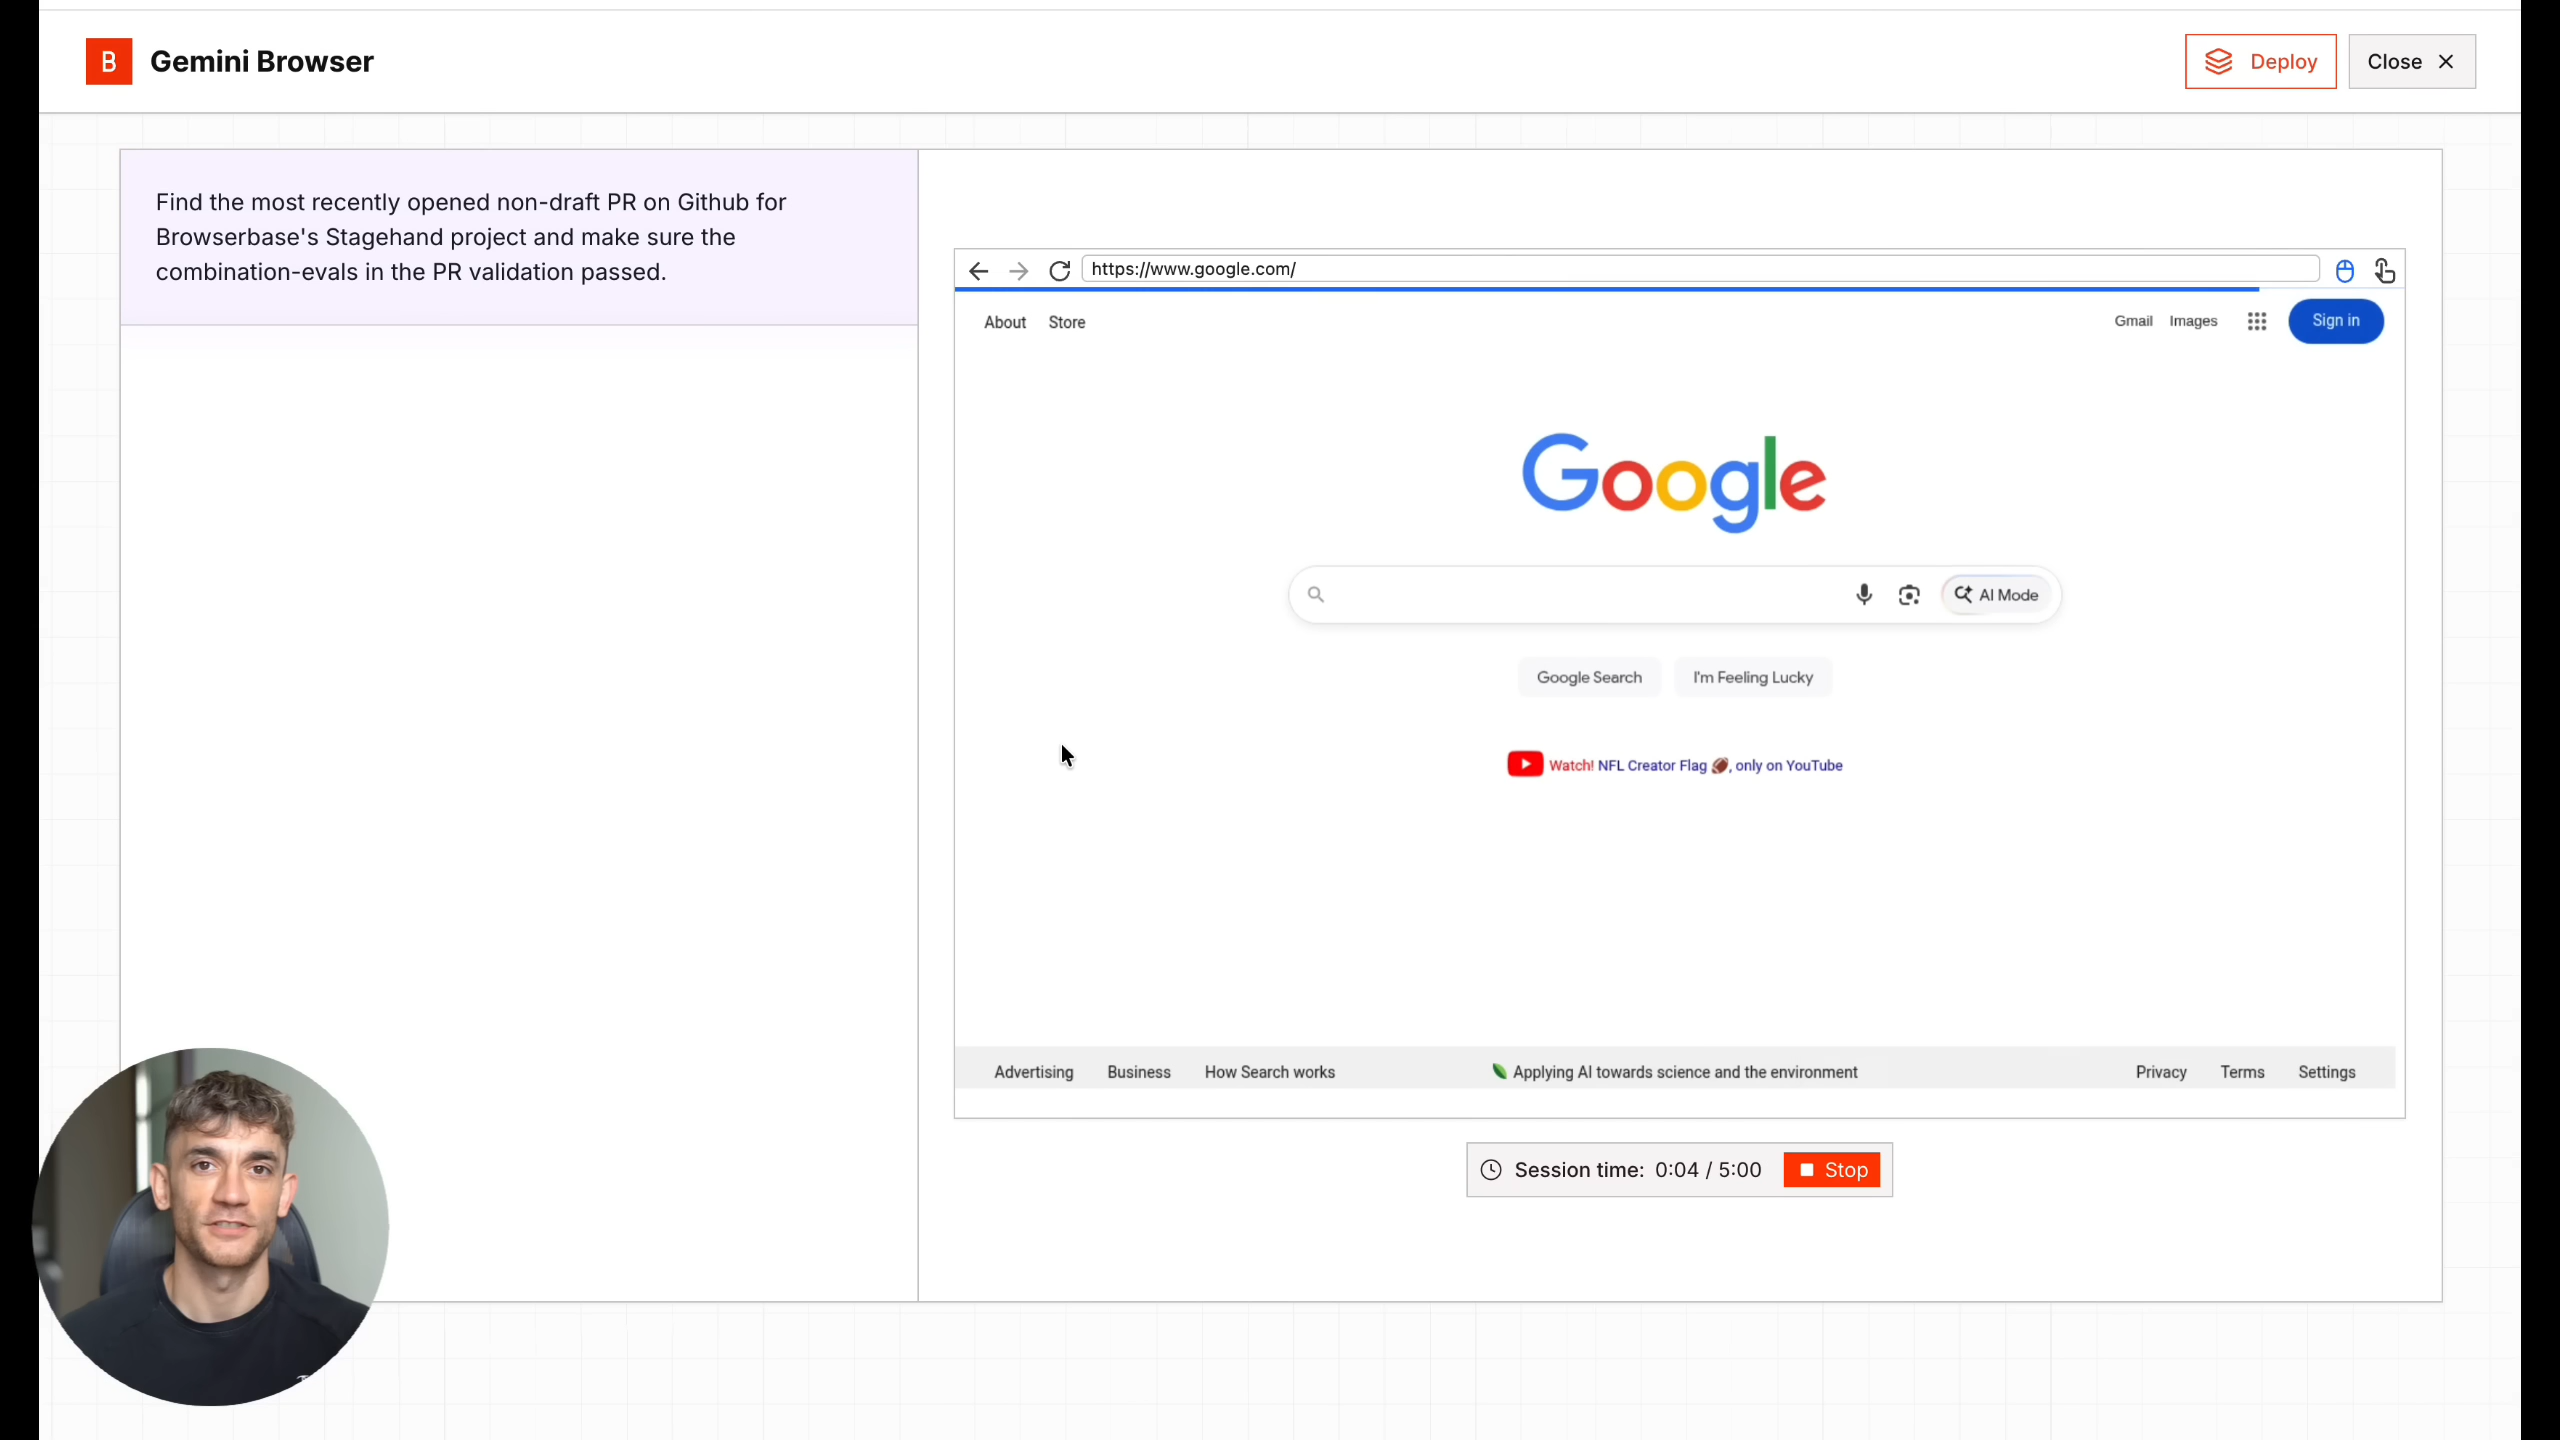 B Gemini Browser
Deploy
Close
Find the most recently opened non-draft PR on Github for
Browserbase's Stagehand project and make sure the
combination-evals in the PR validation passed.
https://www.google.com/
About Store
Gmail Images
Sign in
Google
AI Mode
Google Search I'm Feeling Lucky
Watch! NFL Creator Flag 🏈, only on YouTube
Advertising Business How Search works
Applying AI towards science and the environment
Privacy Terms Settings
Session time: 0:04 / 5:00 Stop